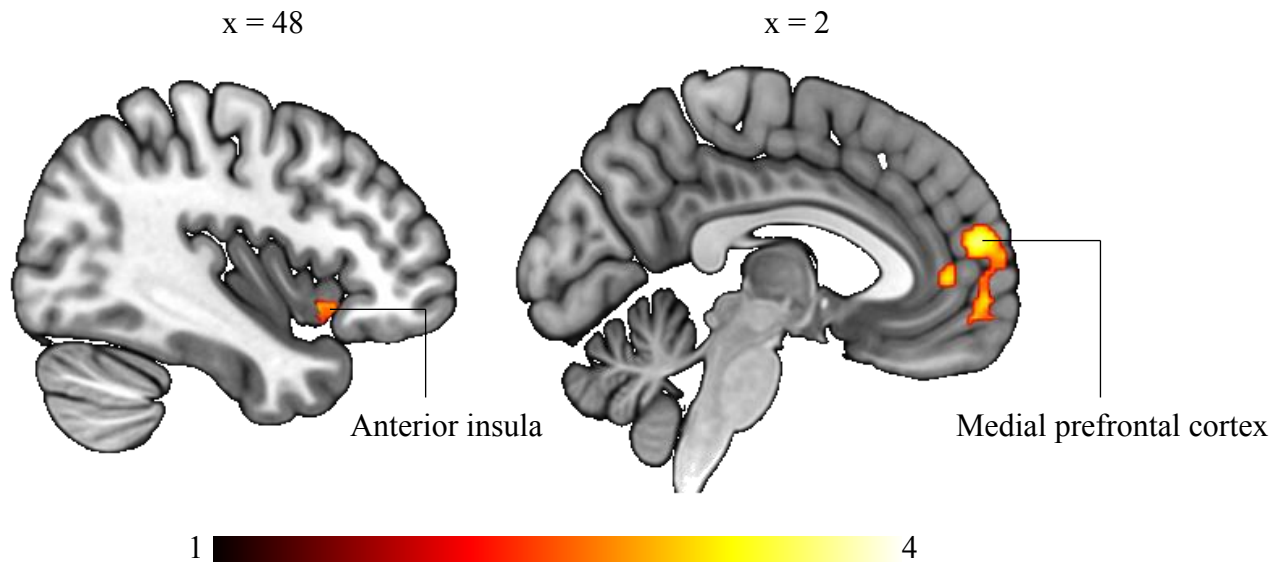 x = 48
x = 2
Anterior insula
Medial prefrontal cortex
1
4